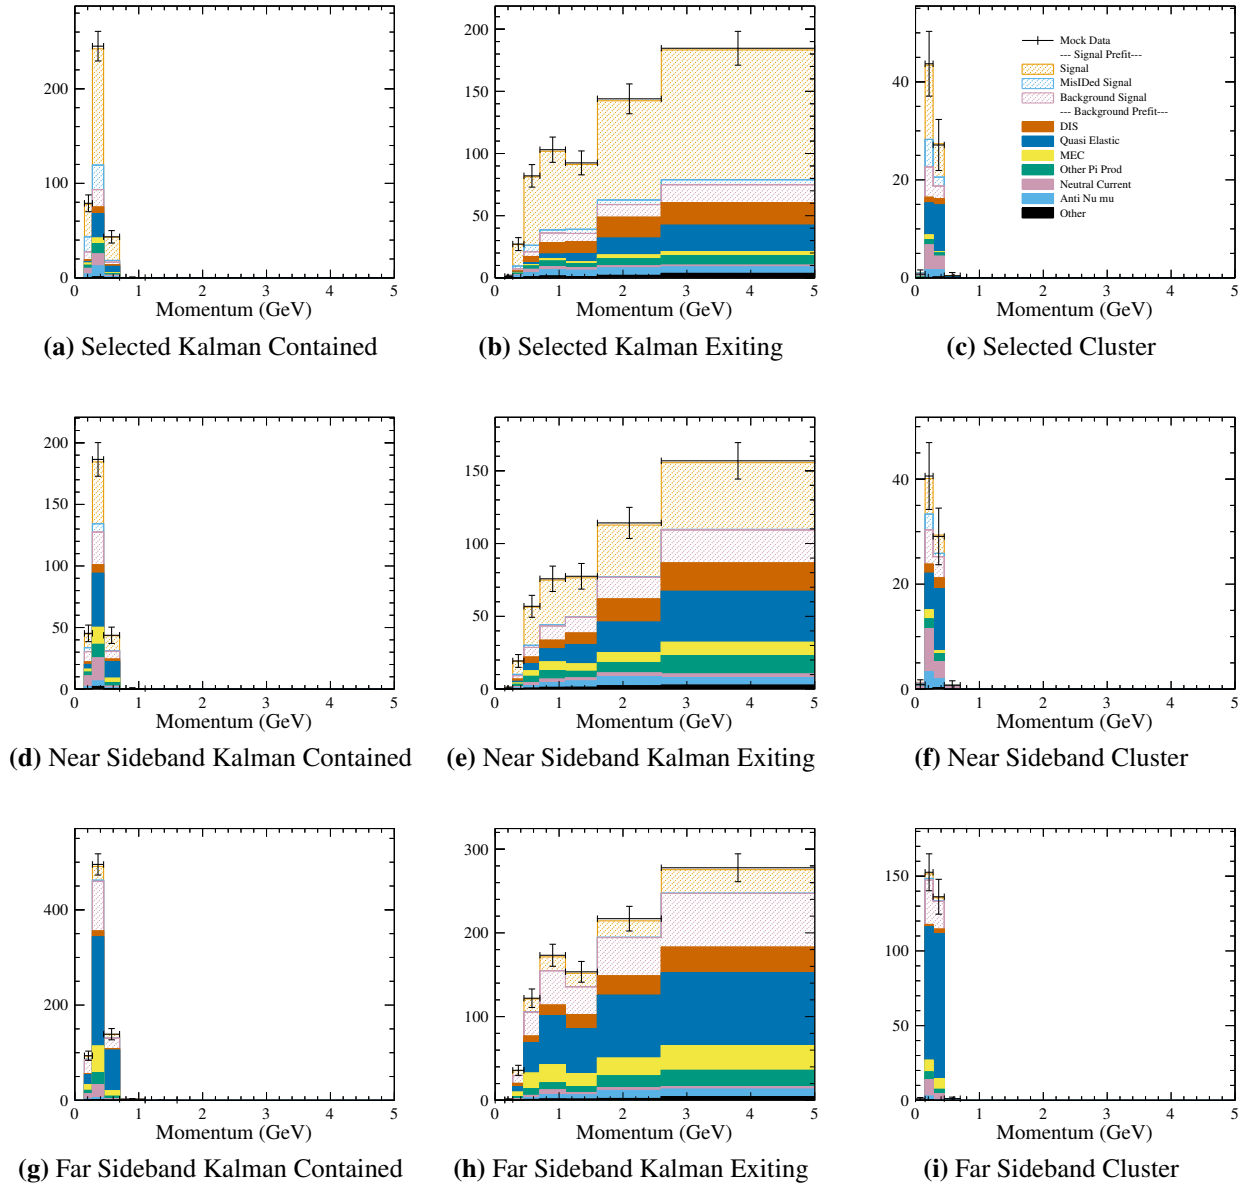 200
100
0
0 1 2 3 4 5
Momentum (GeV)
(a) Selected Kalman Contained
200
150
100
50
0
0 1 2 3 4 5
Momentum (GeV)
(b) Selected Kalman Exiting
40
20
0
Mock Data
--- Signal Prefit---
Signal
MisIDed Signal
Background Signal
--- Background Prefit---
DIS
Quasi Elastic
MEC
Other Pi Prod
Neutral Current
Anti Nu mu
Other
0 1 2 3 4 5
Momentum (GeV)
(c) Selected Cluster
200
150
100
50
0
0 1 2 3 4 5
Momentum (GeV)
(d) Near Sideband Kalman Contained
150
100
50
0
0 1 2 3 4 5
Momentum (GeV)
(e) Near Sideband Kalman Exiting
40
20
0
0 1 2 3 4 5
Momentum (GeV)
(f) Near Sideband Cluster
400
200
0
0 1 2 3 4 5
Momentum (GeV)
(g) Far Sideband Kalman Contained
300
200
100
0
0 1 2 3 4 5
Momentum (GeV)
(h) Far Sideband Kalman Exiting
150
100
50
0
0 1 2 3 4 5
Momentum (GeV)
(i) Far Sideband Cluster